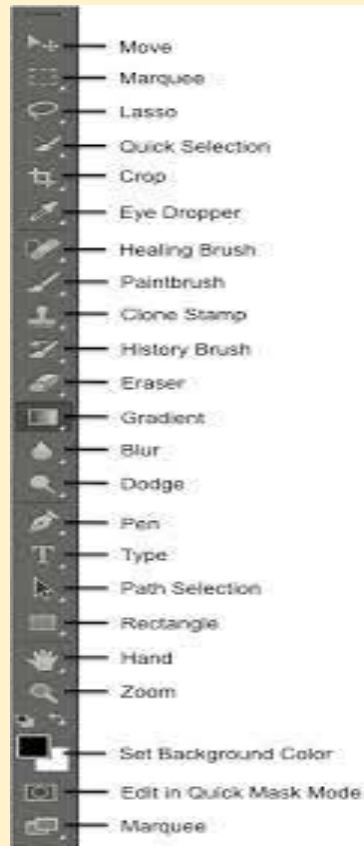 Move
Marquee
Lasso
Quick Selection
Crop
Eye Dropper
Healing Brush
Paintbrush
Clone Stamp
History Brush
Eraser
Gradient
Blur
Dodge
Pen
Type
Path Selection
Rectangle
Hand
Zoom
Set Background Color
Edit in Quick Mask Mode
Marquee